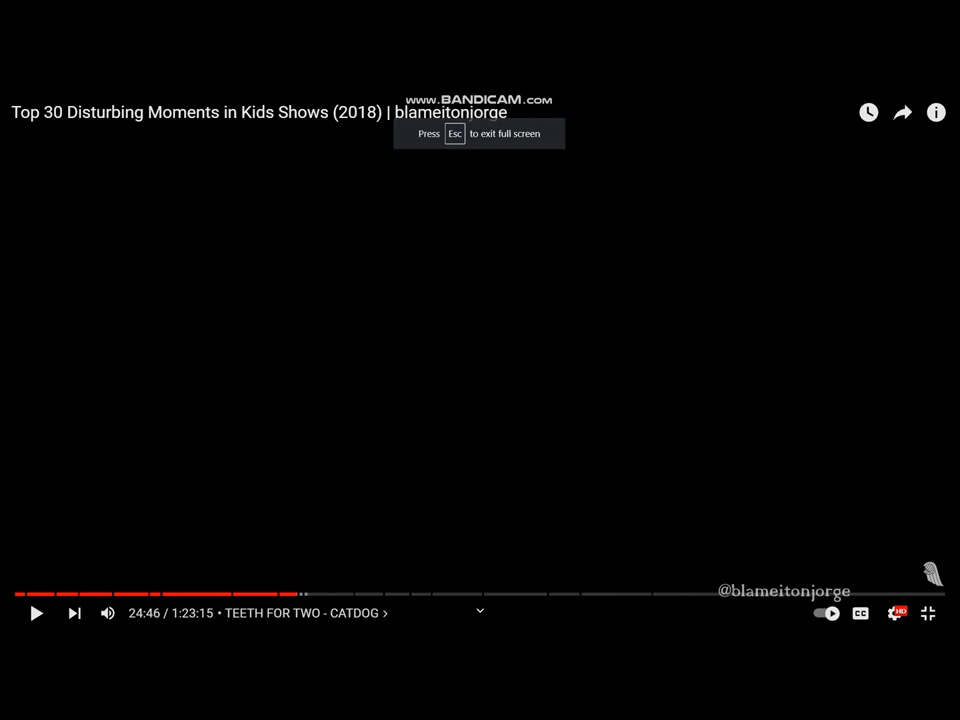 www.BANDICAM.com
Top 30 Disturbing Moments in Kids Shows (2018) | blameitonjorge
Press Esc to exit full screen
@blameitonjorge
24:46 / 1:23:15 • TEETH FOR TWO - CATDOG >
CC
HD